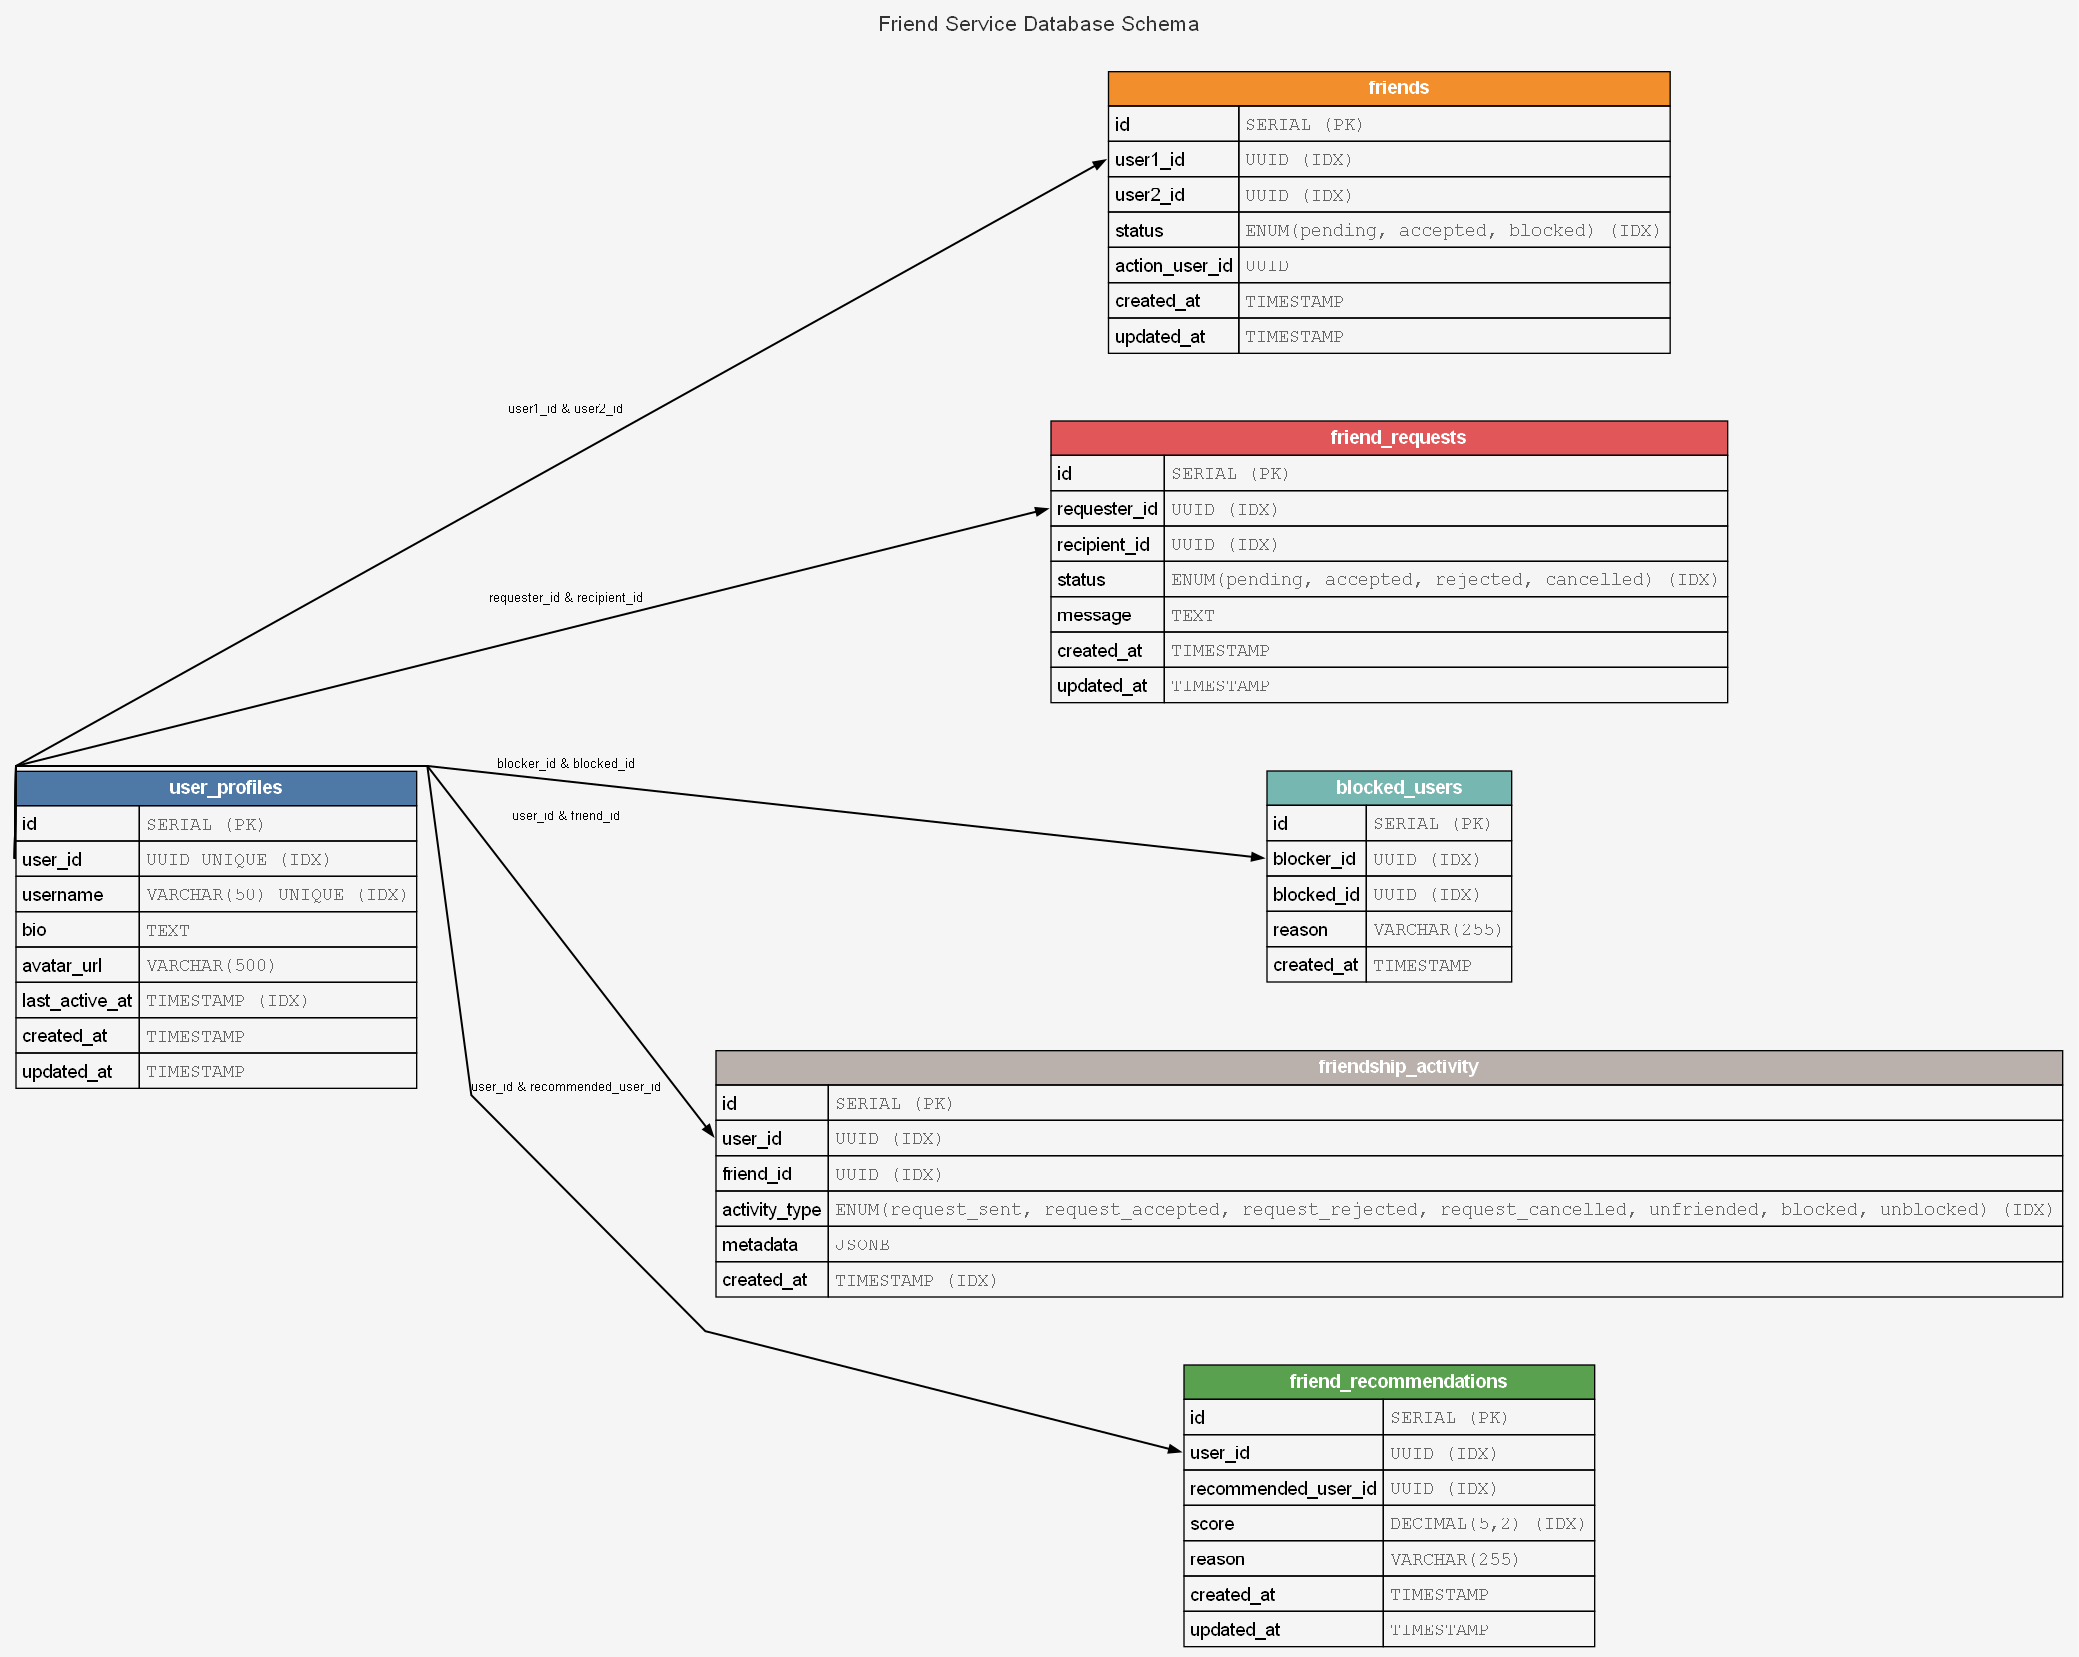 Friend Service Database Schema
friends
id SERIAL (PK)
user1_id UUID (IDX)
user2_id UUID (IDX)
status ENUM(pending, accepted, blocked) (IDX)
action_user_id UUID
created_at TIMESTAMP
updated_at TIMESTAMP
user1_id & user2_id
friend_requests
id SERIAL (PK)
requester_id UUID (IDX)
recipient_id UUID (IDX)
status ENUM(pending, accepted, rejected, cancelled) (IDX)
message TEXT
created_at TIMESTAMP
updated_at TIMESTAMP
requester_id & recipient_id
user_profiles
id SERIAL (PK)
user_id UUID UNIQUE (IDX)
username VARCHAR(50) UNIQUE (IDX)
bio TEXT
avatar_url VARCHAR(500)
last_active_at TIMESTAMP (IDX)
created_at TIMESTAMP
updated_at TIMESTAMP
blocker_id & blocked_id
user_id & friend_id
user_id & recommended_user_id
blocked_users
id SERIAL (PK)
blocker_id UUID (IDX)
blocked_id UUID (IDX)
reason VARCHAR(255)
created_at TIMESTAMP
friendship_activity
id SERIAL (PK)
user_id UUID (IDX)
friend_id UUID (IDX)
activity_type ENUM(request_sent, request_accepted, request_rejected, request_cancelled, unfriended, blocked, unblocked) (IDX)
metadata JSONB
created_at TIMESTAMP (IDX)
friend_recommendations
id SERIAL (PK)
user_id UUID (IDX)
recommended_user_id UUID (IDX)
score DECIMAL(5,2) (IDX)
reason VARCHAR(255)
created_at TIMESTAMP
updated_at TIMESTAMP